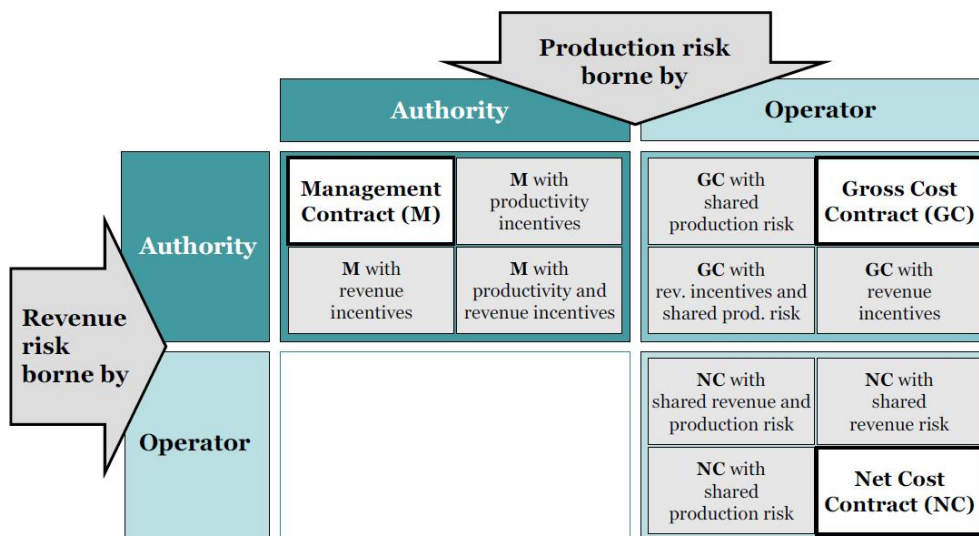 Production risk
borne by
Authority
Operator
Revenue
risk
borne by
Authority
Management
Contract (M)
M with
productivity
incentives
M with
revenue
incentives
M with
productivity and
revenue incentives
GC with
shared
production risk
Gross Cost
Contract (GC)
GC with
rev. incentives and
shared prod. risk
GC with
revenue
incentives
Operator
NC with
shared revenue and
production risk
NC with
shared
revenue risk
NC with
shared
production risk
Net Cost
Contract (NC)